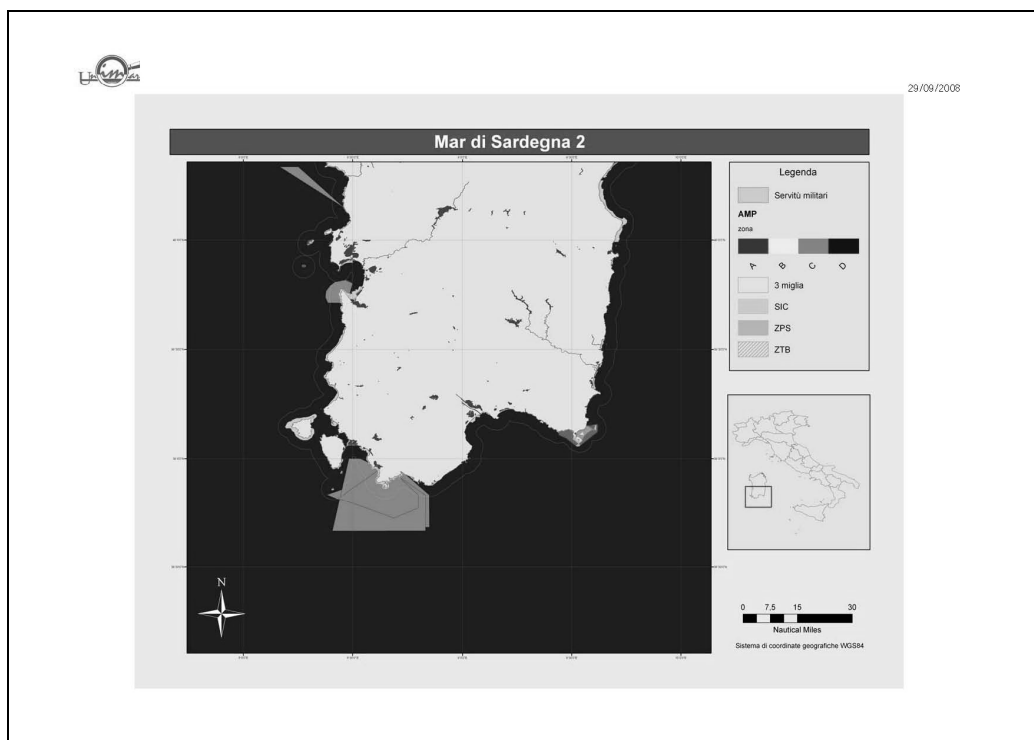 Unimar
29/09/2008
Mar di Sardegna 2
Legenda
Servitù militari
AMP
zona
A B C D
3 miglia
SIC
ZPS
ZTB
N
0 7,5 15 30
Nautical Miles
Sistema di coordinate geografiche WGS84